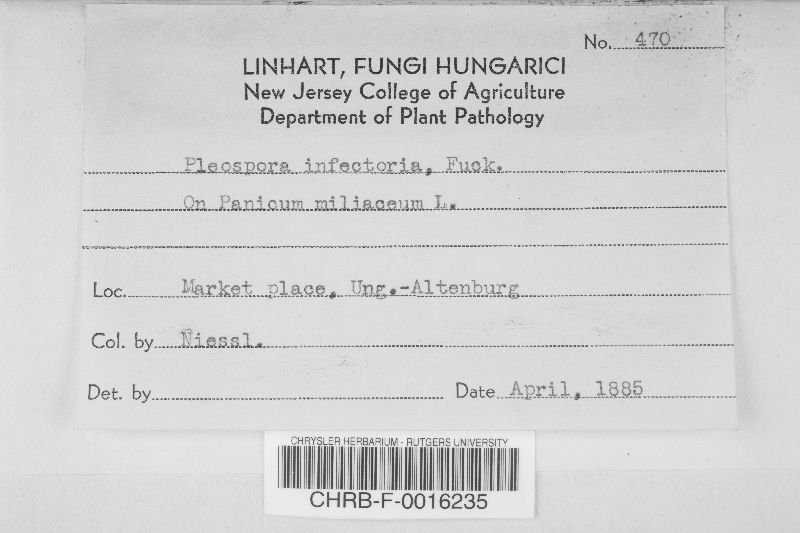 No. 470
LINHART, FUNGI HUNGARICI
New Jersey College of Agriculture
Department of Plant Pathology
Pleospora infectoria, Fuck.
On Panicum miliaceum L.
Loc. Market place, Ung.-Altenburg
Col. by Niessl.
Det. by
Date April, 1885
CHRYSLER HERBARIUM - RUTGERS UNIVERSITY
CHRB-F-0016235